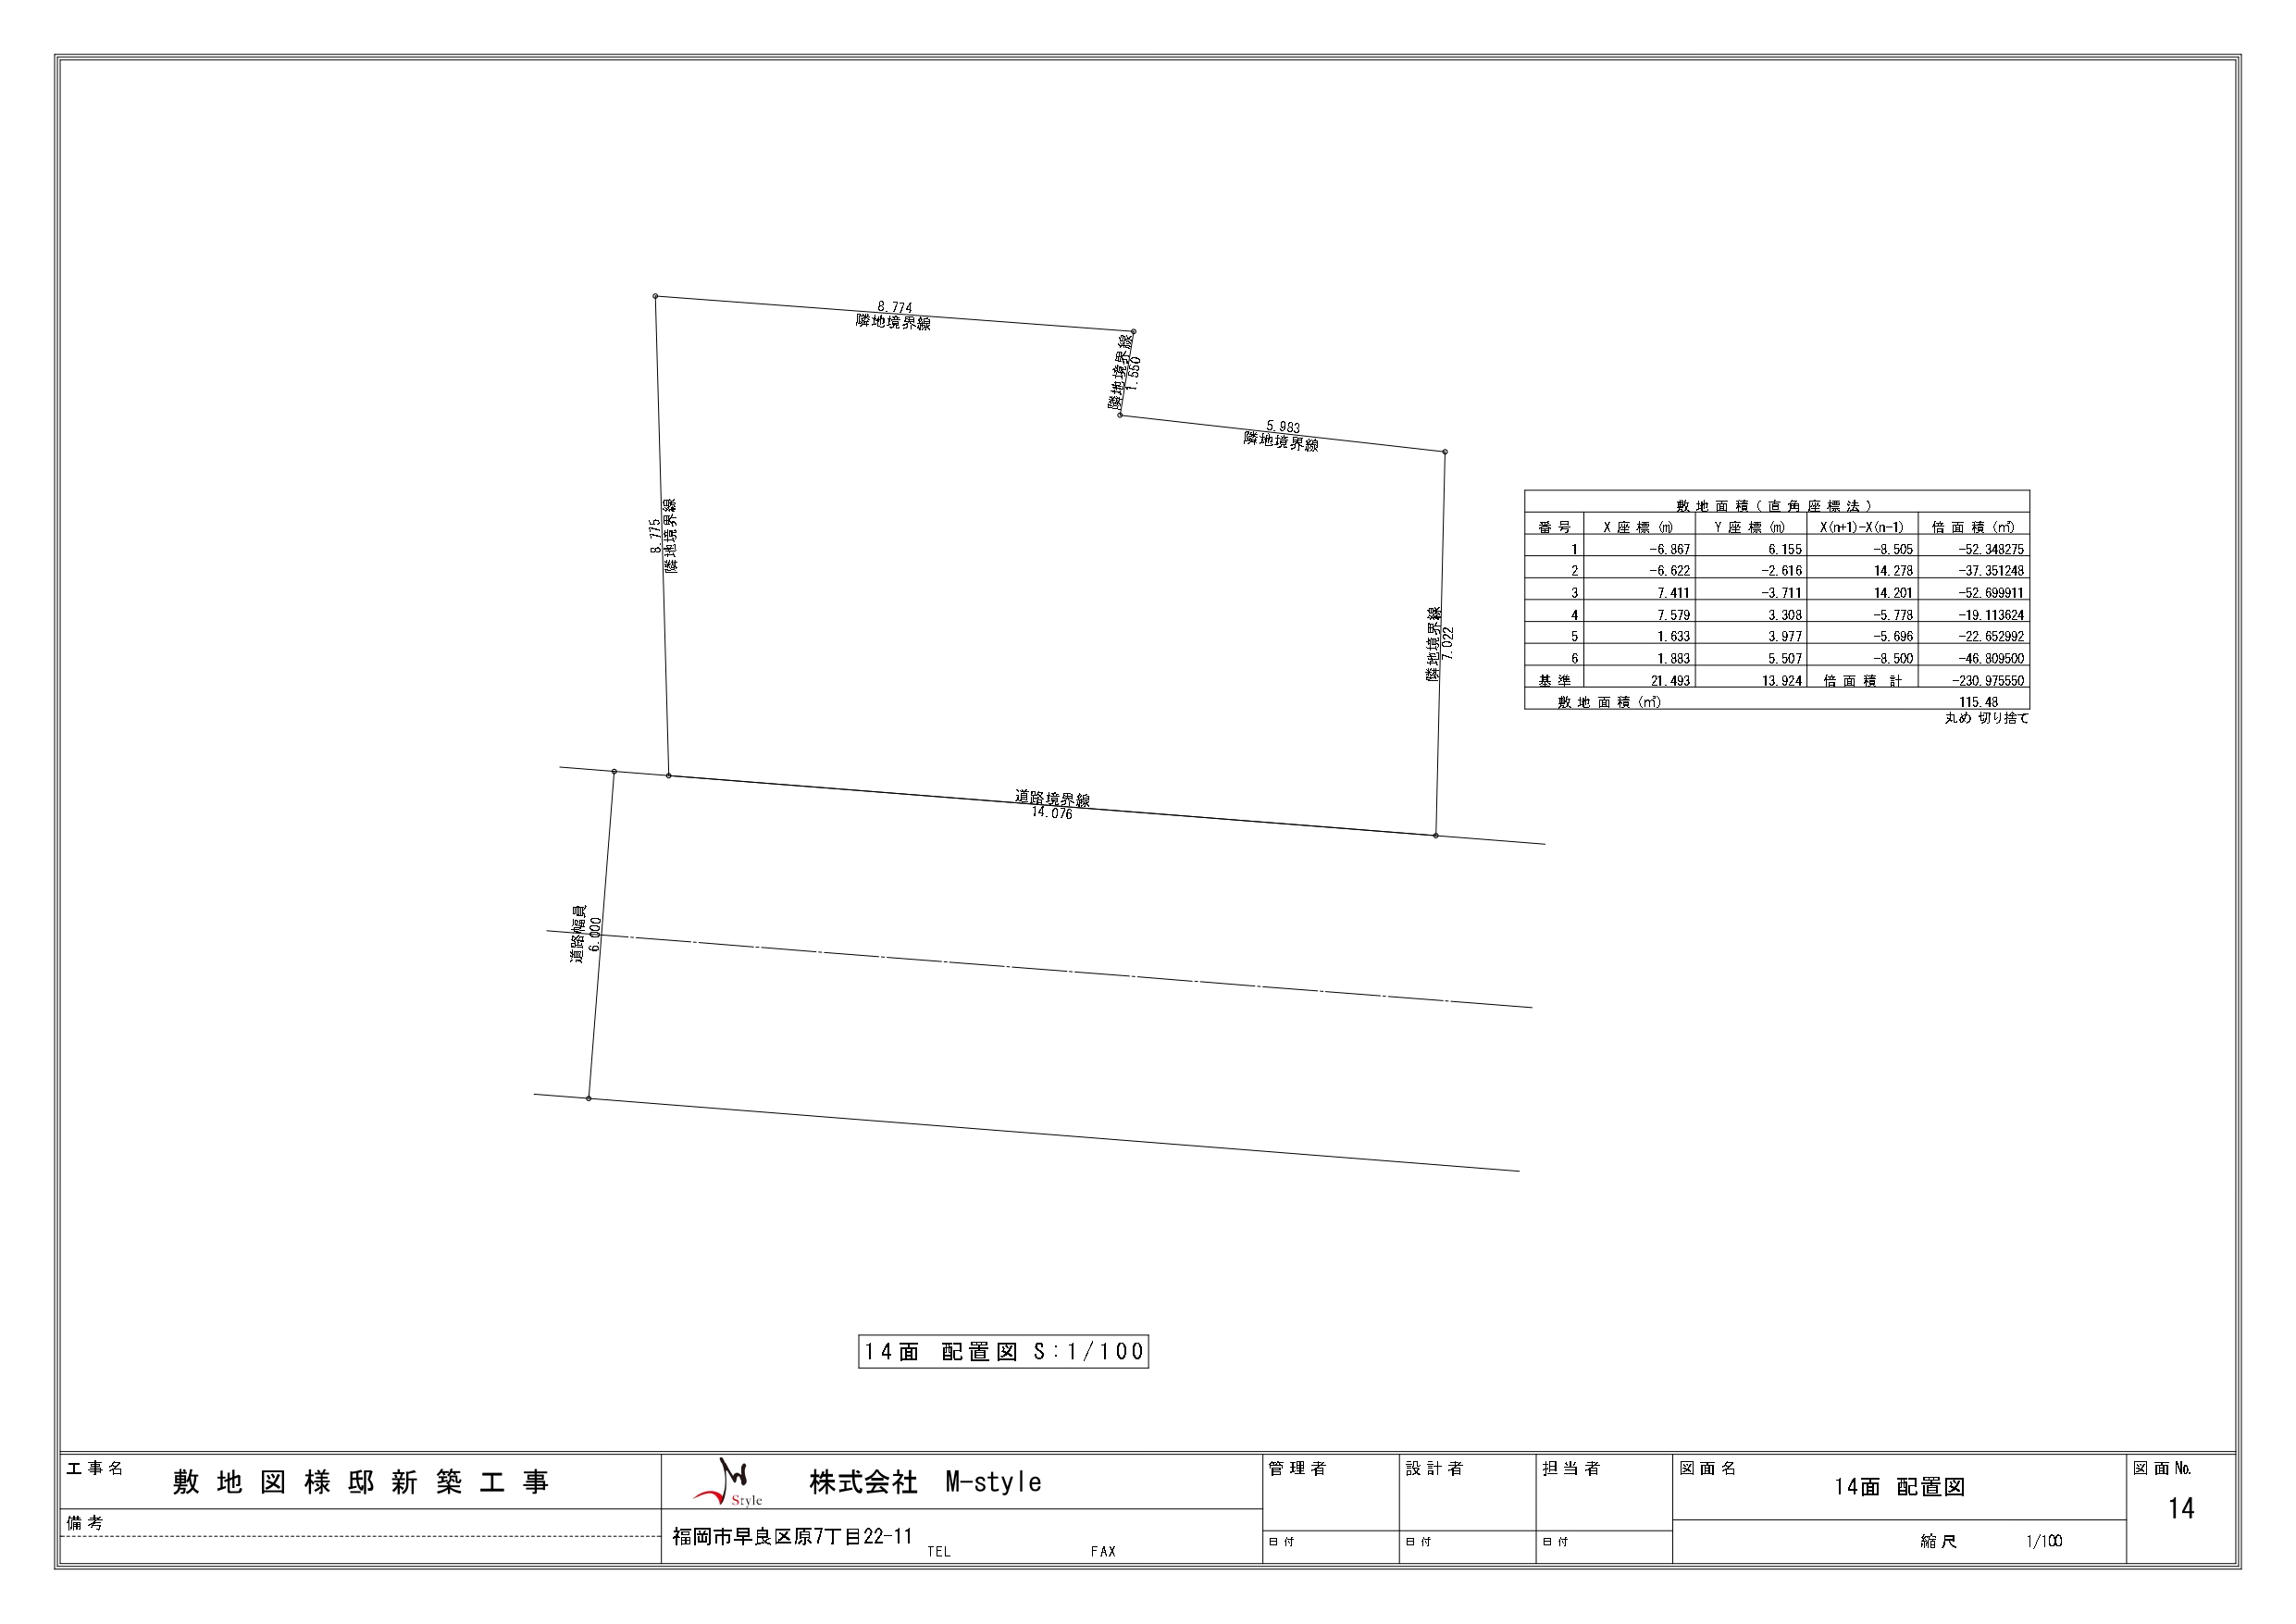 8.774
隣地境界線
隣地境界線
1.550
5.983
隣地境界線
8.775
隣地境界線
隣地境界線
7.022
道路境界線
14.076
道路幅員
6.000
敷地面積(直角座標法)
番号 X座標(m) Y座標(m) X(n+1)-X(n-1) 倍面積(㎡)
1 -6.867 6.155 -8.505 -52.348275
2 -6.622 -2.616 14.278 -37.351248
3 7.411 -3.711 14.201 -52.699911
4 7.579 3.308 -5.778 -19.113624
5 1.633 3.977 -5.696 -22.652992
6 1.883 5.507 -8.500 -46.809500
基準 21.493 13.924 倍面積 計 -230.975550
敷地面積(㎡) 115.48
丸め 切り捨て
14面 配置図 S:1/100
工事名 敷地図様邸新築工事
備考
M Style 株式会社 M-style
福岡市早良区原7丁目22-11 TEL FAX
管理者
日付
設計者
日付
担当者
日付
図面名
14面 配置図
縮尺 1/100
図面No.
14